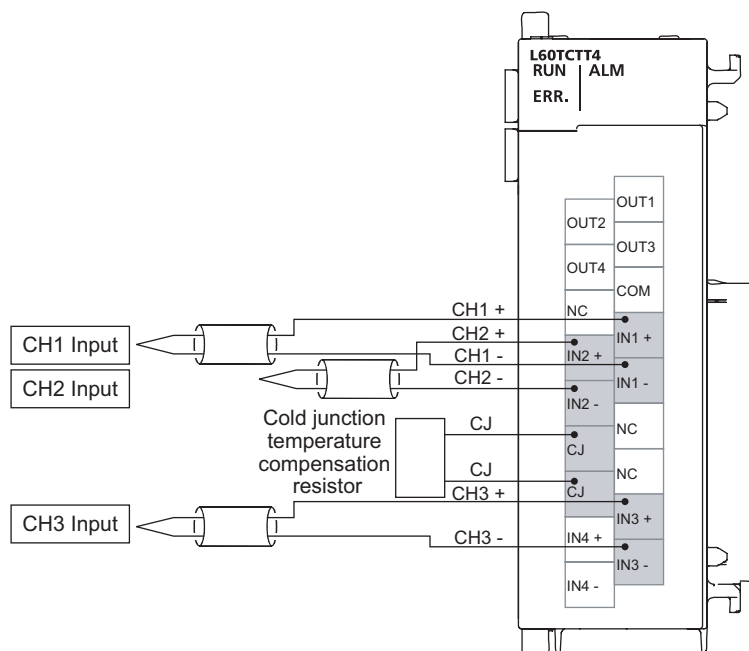 L60TCTT4
RUN ALM
ERR.
OUT1
OUT2
OUT3
OUT4
COM
NC
CH1 +
IN1 +
CH2 +
IN2 +
CH1 Input
CH1 -
IN1 -
CH2 Input
CH2 -
IN2 -
Cold junction
temperature
compensation
resistor
CJ
CJ
NC
CJ
CJ
NC
CH3 +
IN3 +
CH3 Input
CH3 -
IN4 +
IN3 -
IN4 -